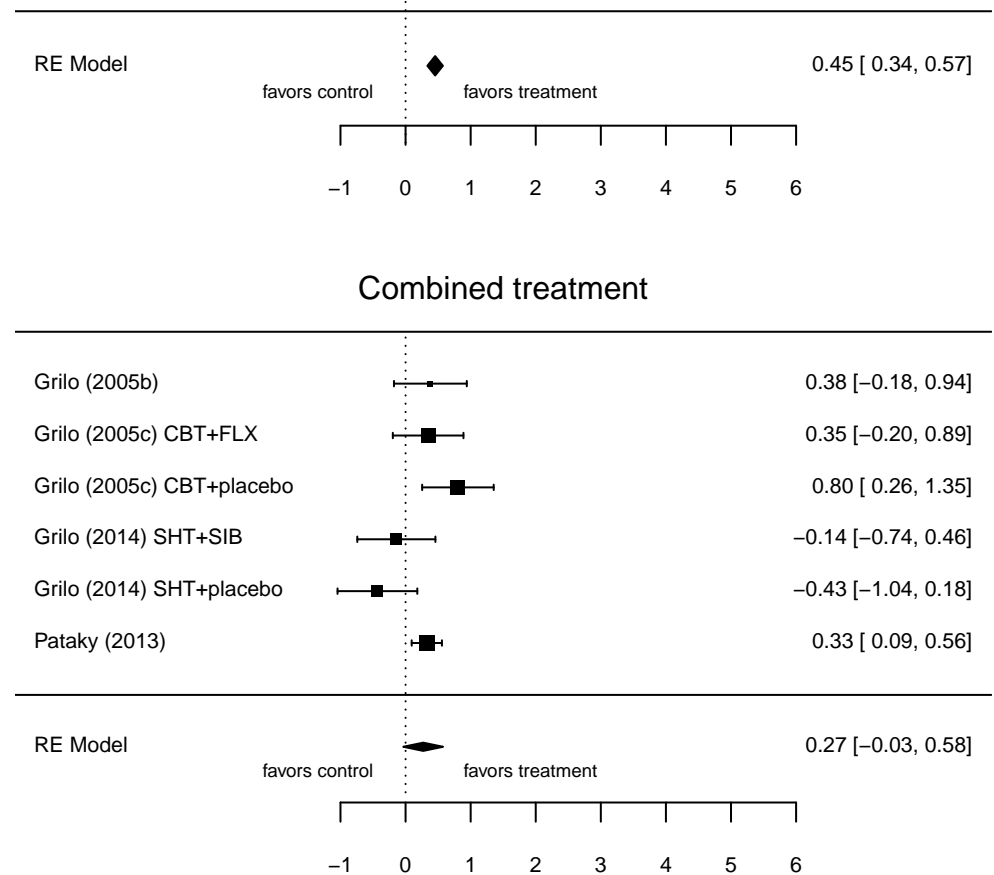 RE Model 0.45 [ 0.34, 0.57]
favors control favors treatment
−1 0 1 2 3 4 5 6
Combined treatment
Grilo (2005b) 0.38 [−0.18, 0.94]
Grilo (2005c) CBT+FLX 0.35 [−0.20, 0.89]
Grilo (2005c) CBT+placebo 0.80 [ 0.26, 1.35]
Grilo (2014) SHT+SIB −0.14 [−0.74, 0.46]
Grilo (2014) SHT+placebo −0.43 [−1.04, 0.18]
Pataky (2013) 0.33 [ 0.09, 0.56]
RE Model 0.27 [−0.03, 0.58]
favors control favors treatment
−1 0 1 2 3 4 5 6